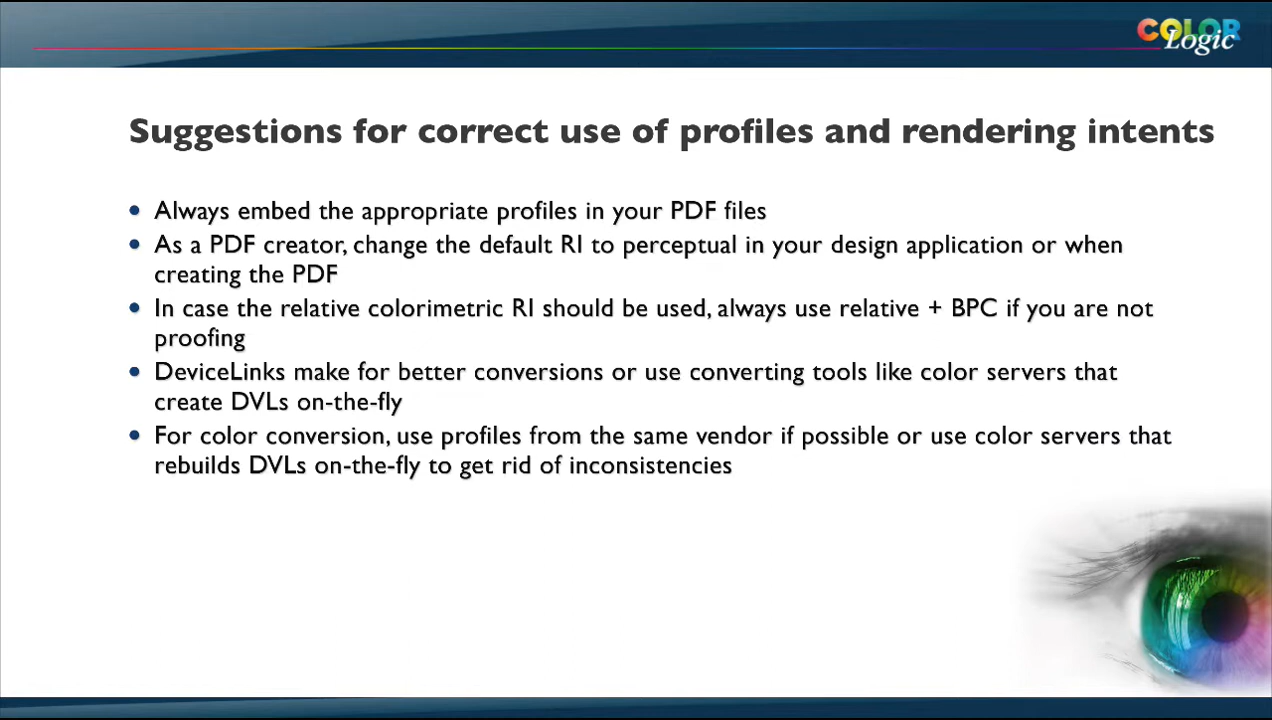 COLOR
Logic
Suggestions for correct use of profiles and rendering intents
• Always embed the appropriate profiles in your PDF files
• As a PDF creator, change the default RI to perceptual in your design application or when
creating the PDF
• In case the relative colorimetric RI should be used, always use relative + BPC if you are not
proofing
• DeviceLinks make for better conversions or use converting tools like color servers that
create DVLs on-the-fly
• For color conversion, use profiles from the same vendor if possible or use color servers that
rebuilds DVLs on-the-fly to get rid of inconsistencies